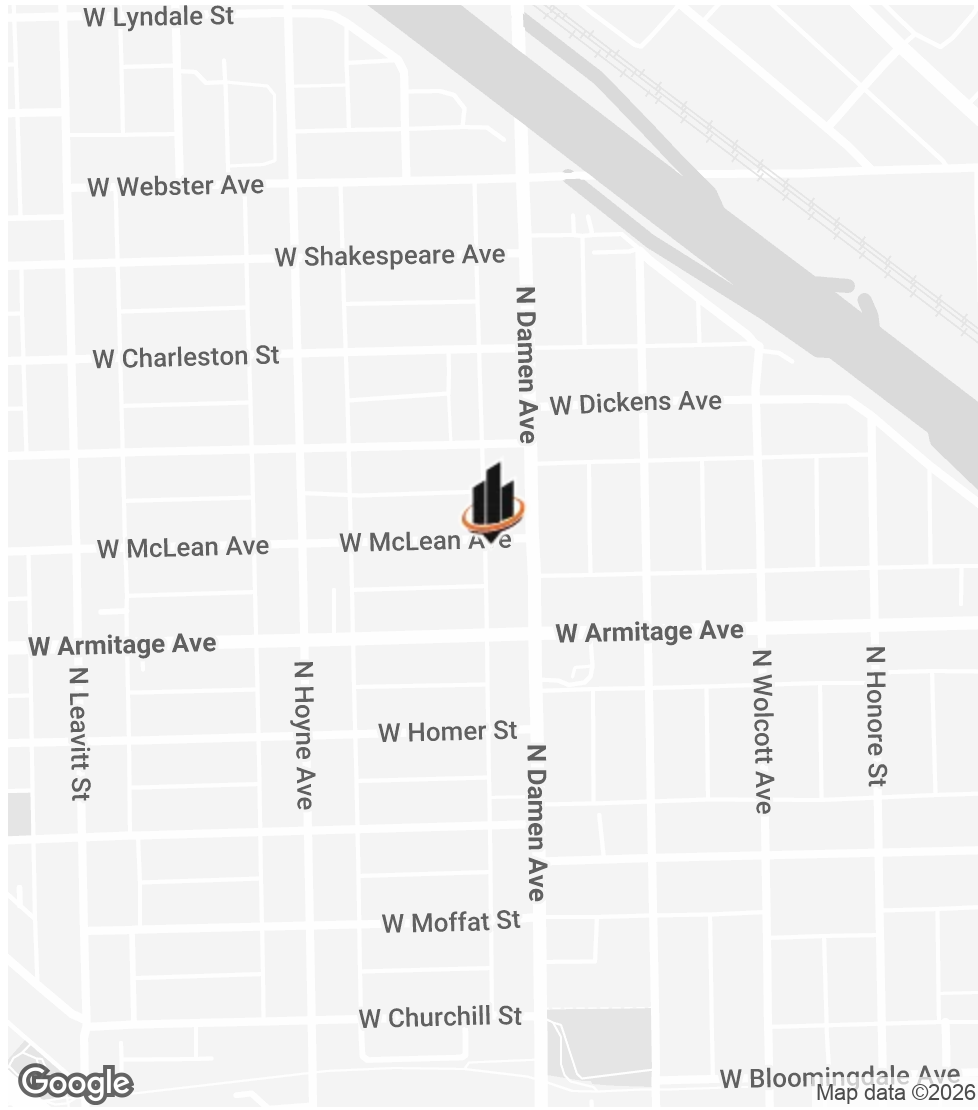 W Lyndale St
W Webster Ave
W Shakespeare Ave
N Damen Ave
W Charleston St
W Dickens Ave
W McLean Ave
W McLean Ave
W Armitage Ave
W Armitage Ave
N Leavitt St
N Hoyne Ave
N Wolcott Ave
N Honore St
W Homer St
N Damen Ave
W Moffat St
W Churchill St
W Bloomingdale Ave
Google
Map data ©2026